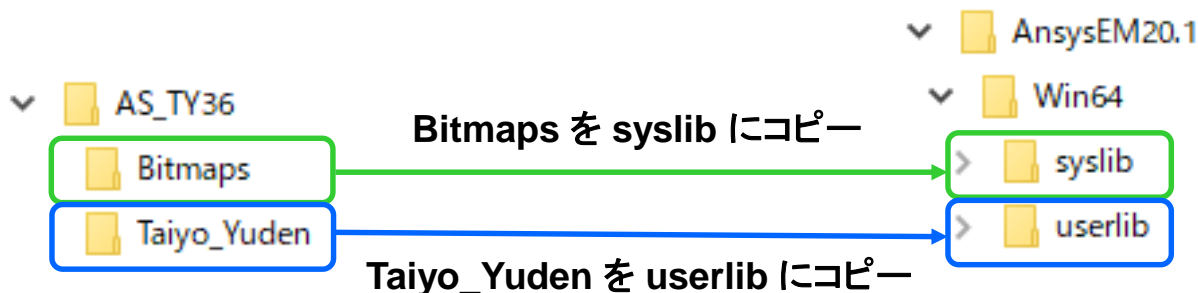 AnsysEM20.1
AS_TY36
Win64
Bitmaps を syslib にコピー
Bitmaps
syslib
Taiyo_Yuden
userlib
Taiyo_Yuden を userlib にコピー